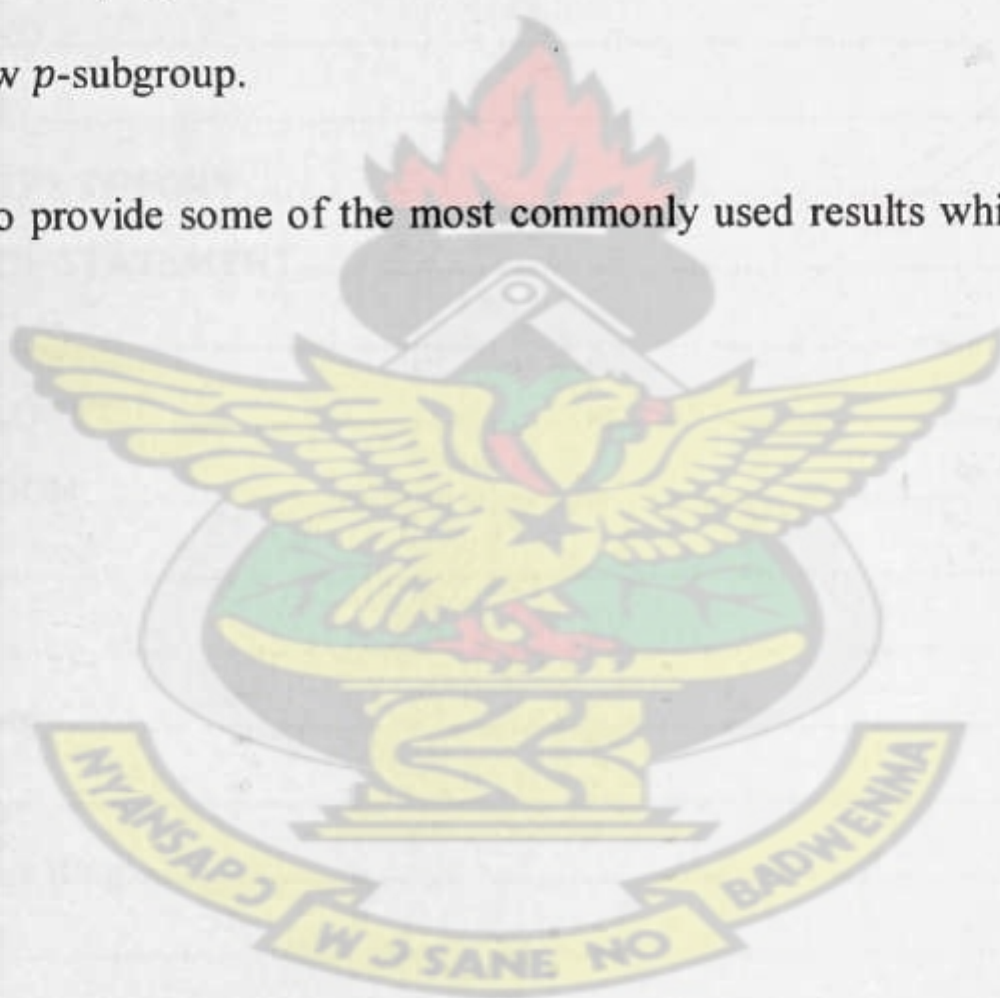 w p-subgroup.
o provide some of the most commonly used results whi
NYANSAPƆ WƆSANE NO BADWENMA